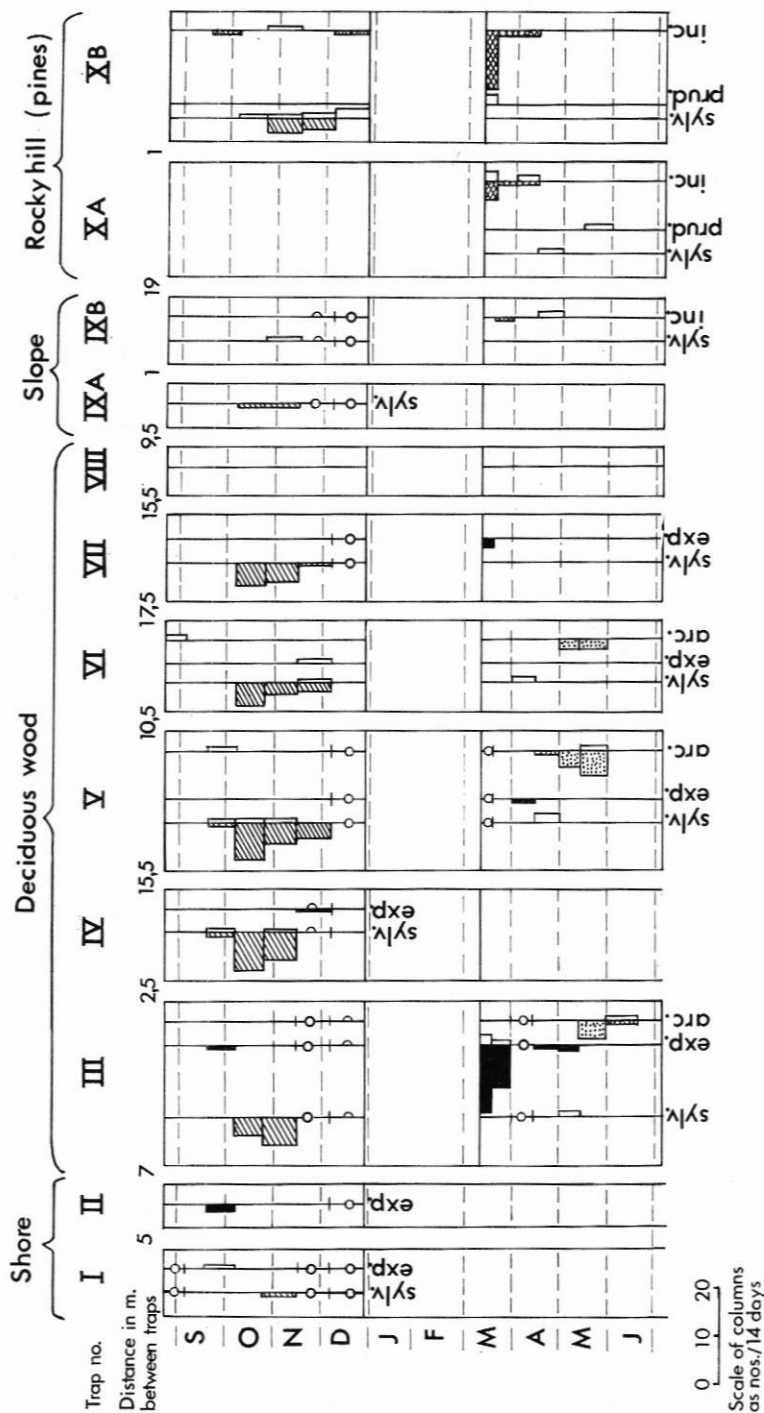 Shore Deciduous wood Slope Rocky hill (pines)
Trap no. I II III IV V VI VII VIII IXA IXB XA XB
Distance in m.
between traps
5 7 2,5 15,5 10,5 17,5 15,5 9,5 1 19 1
S
O
N
D
J
F
M
A
M
J
sylv. exp. exp. sylv. exp. sylv.
sylv. exp. arc. sylv. exp. arc. sylv. exp. arc. sylv. exp. sylv. inc. sylv. prud. inc. sylv. prud. inc.
0 10 20
Scale of columns
as nos./14 days